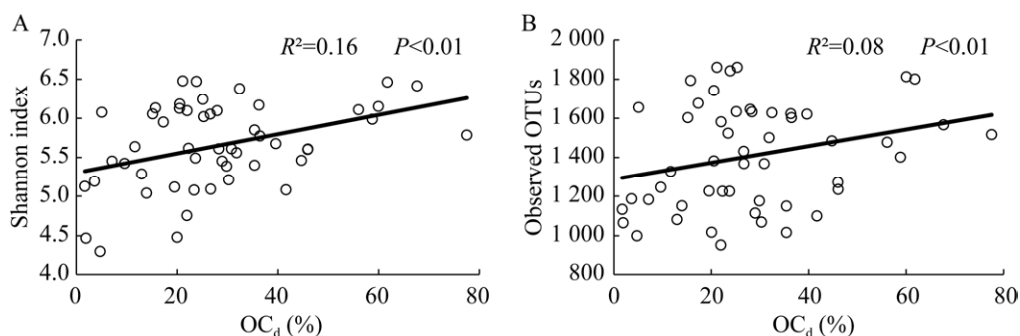 A
R²=0.16 P<0.01
Shannon index
7.0
6.5
6.0
5.5
5.0
4.5
4.0
0 20 40 60 80
OC_d (%)
B
R²=0.08 P<0.01
Observed OTUs
2 000
1 800
1 600
1 400
1 200
1 000
800
0 20 40 60 80
OC_d (%)